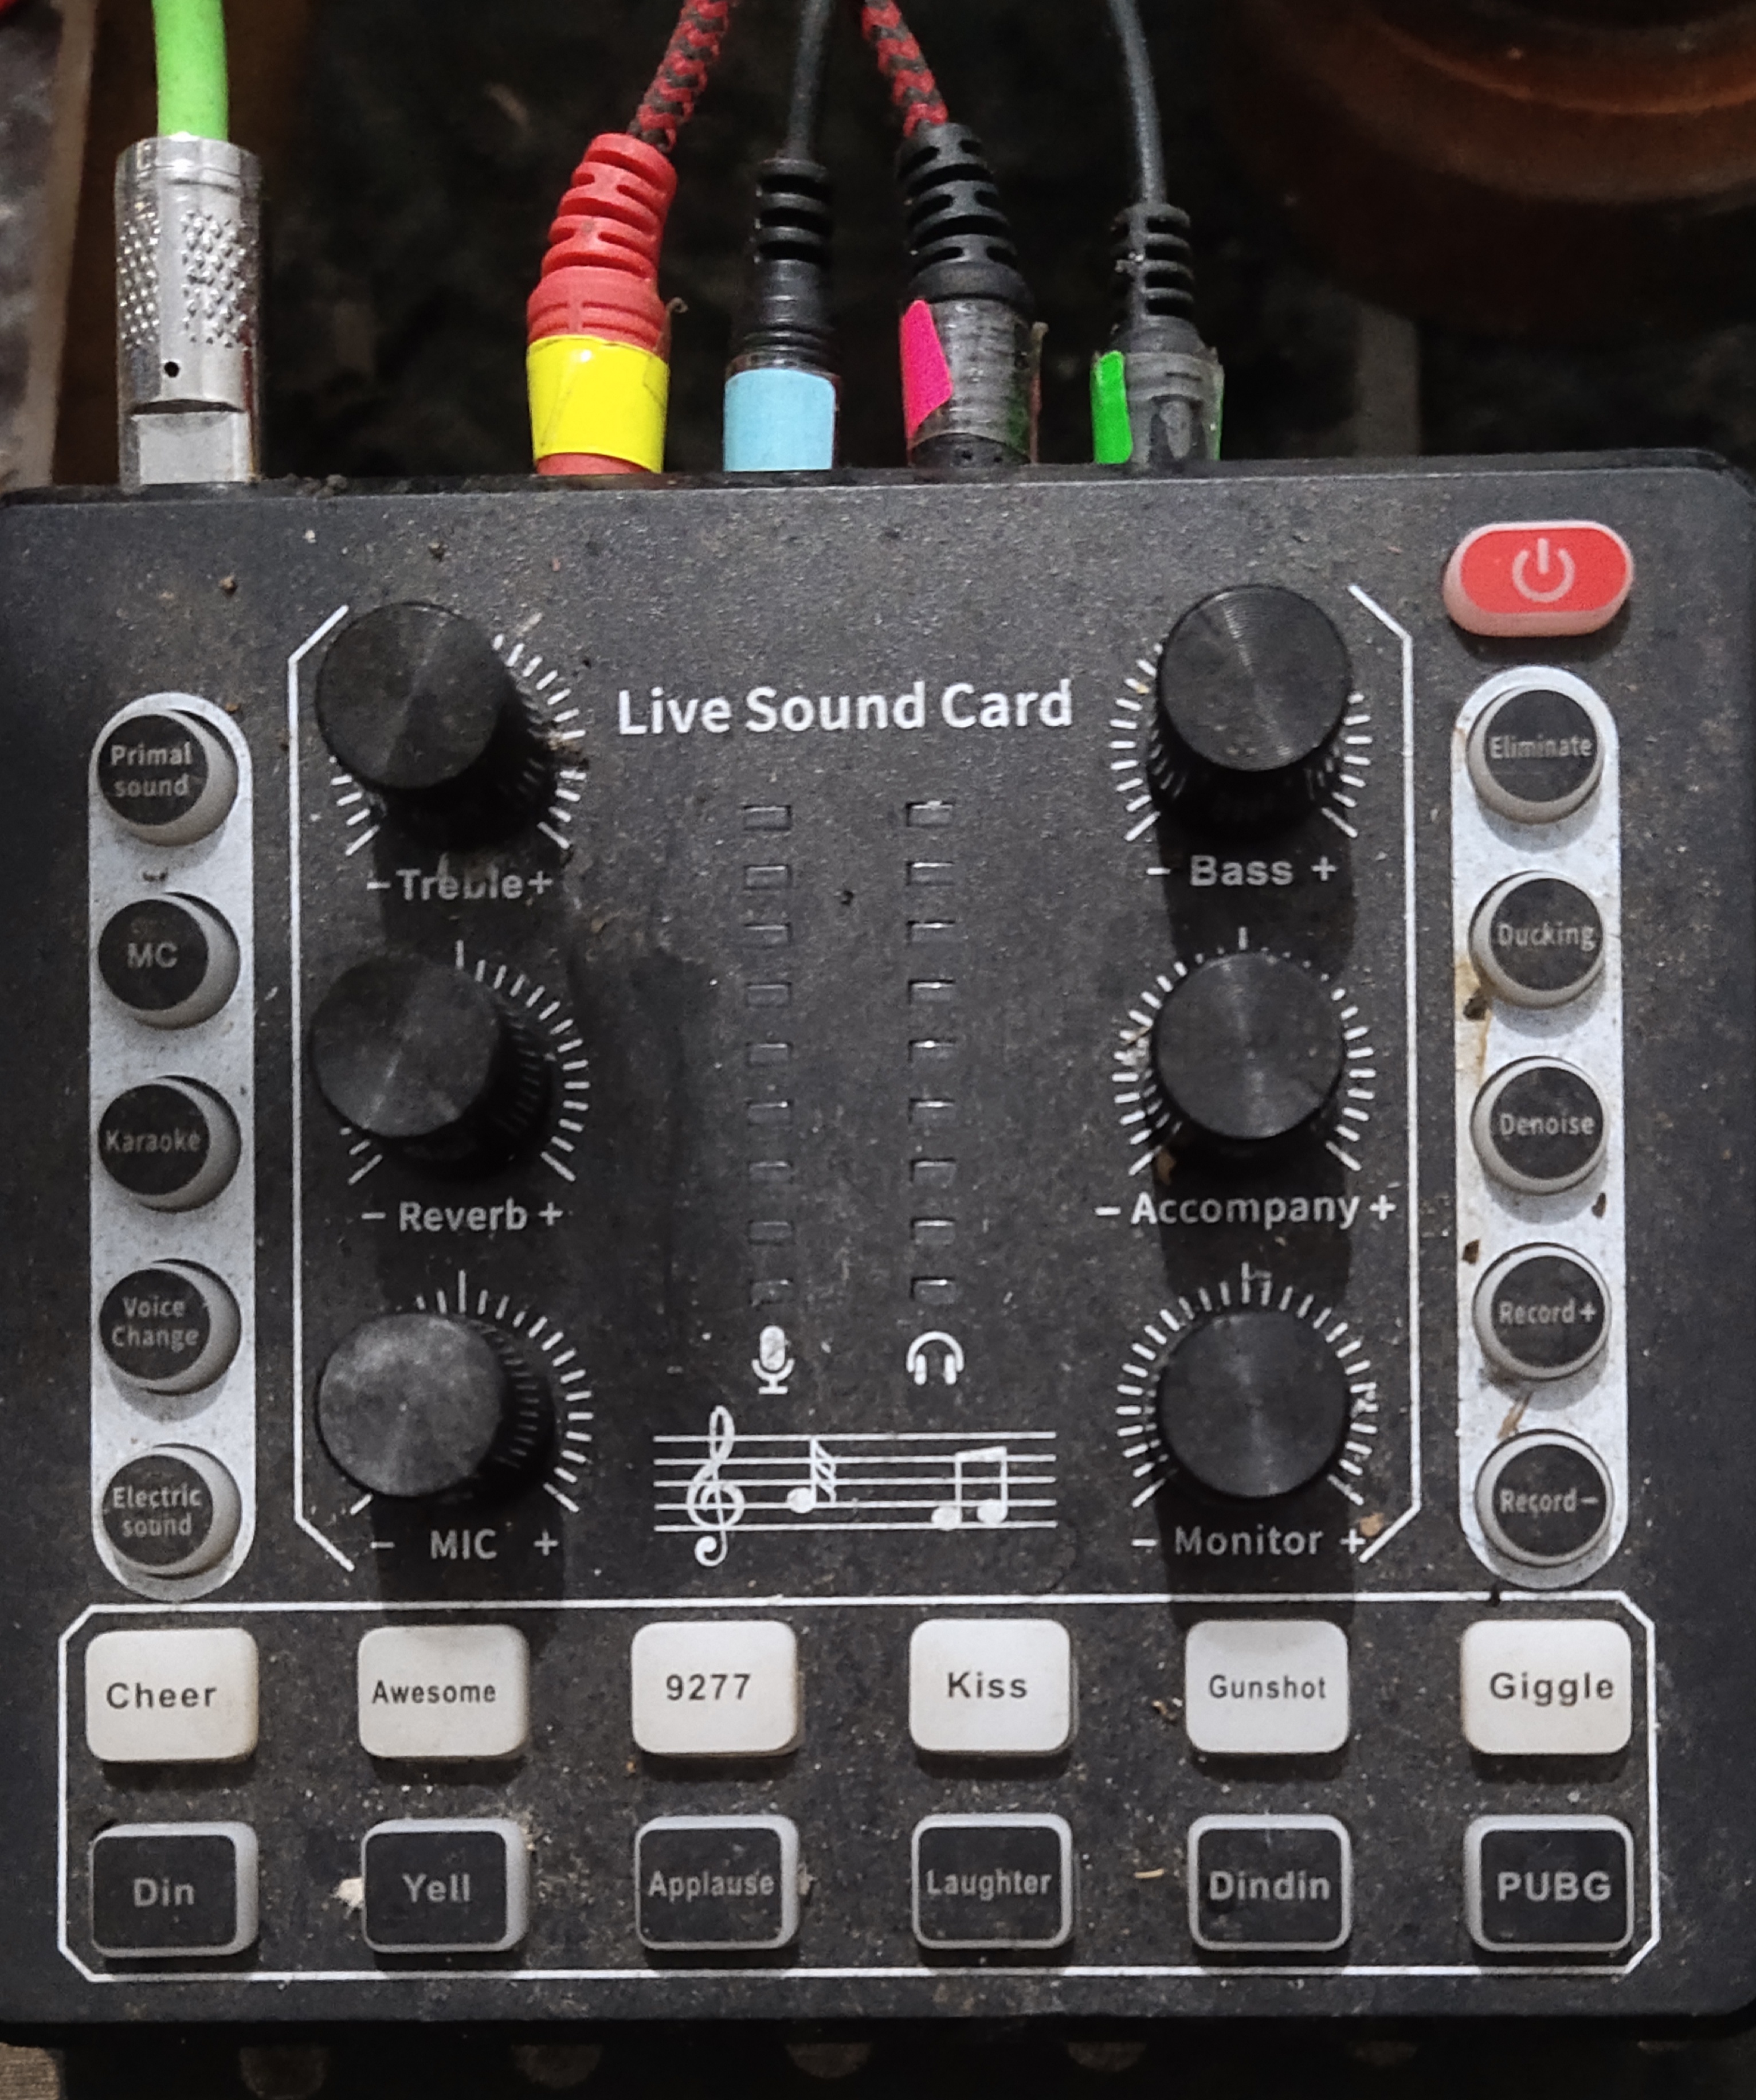 Live Sound Card
Primal
sound
MC
Karaoke
Voice
Change
Electric
sound
- Treble +
- Reverb +
- MIC +
- Bass +
- Accompany +
- Monitor +
Eliminate
Ducking
Denoise
Record +
Record -
Cheer
Awesome
9277
Kiss
Gunshot
Giggle
Din
Yell
Applause
Laughter
Dindin
PUBG